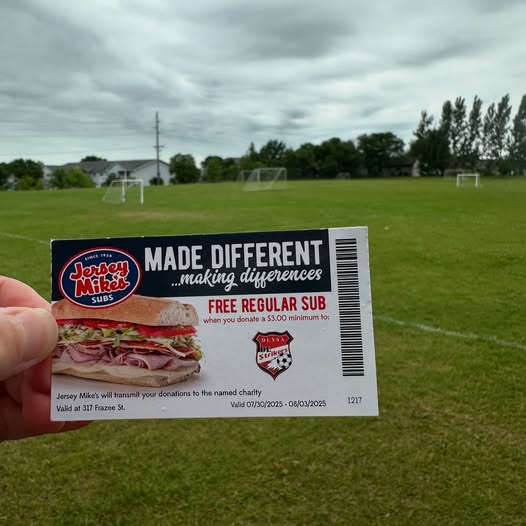 SINCE 1956
Jersey
Mike's
SUBS
MADE DIFFERENT
...making differences
FREE REGULAR SUB
when you donate a $3.00 minimum to:
DLYSA
Strikers
Jersey Mike's will transmit your donations to the named charity
Valid at 317 Frazee St.
Valid 07/30/2025 - 08/03/2025
1217